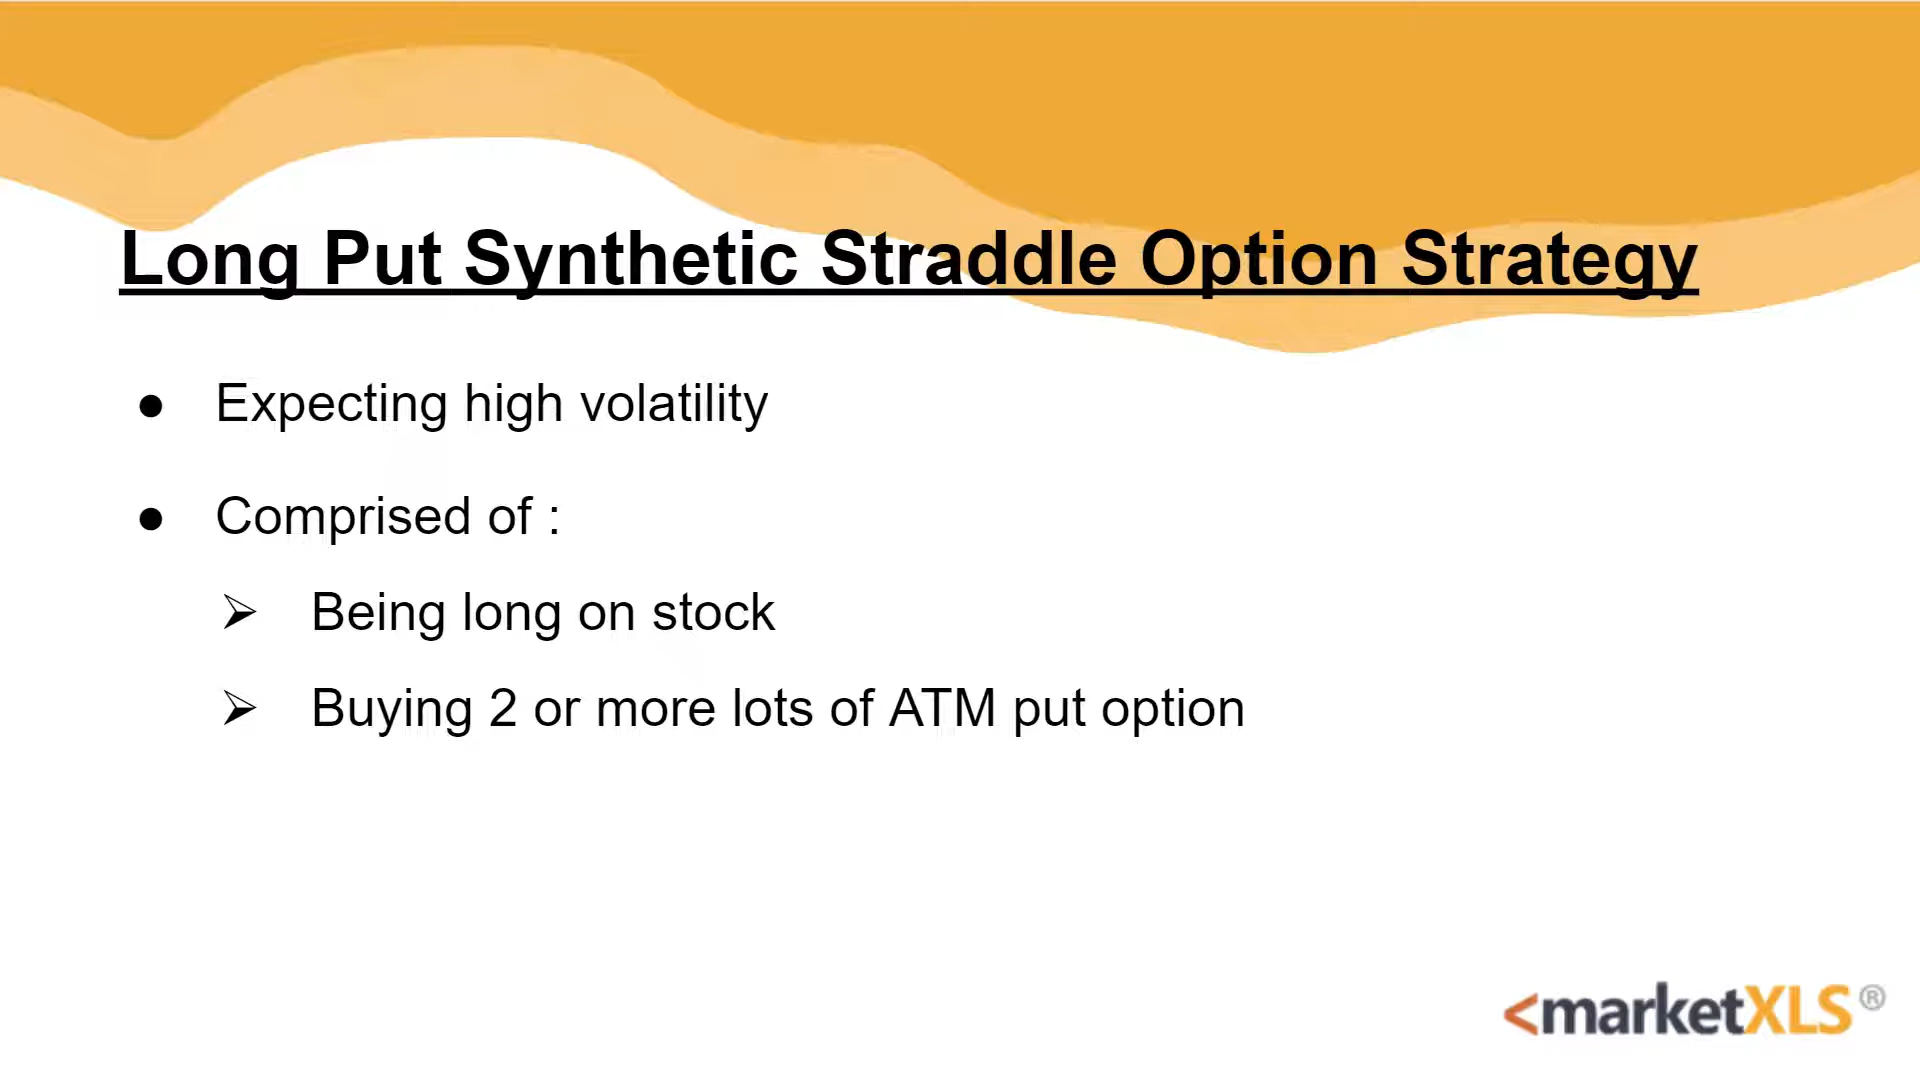 Long Put Synthetic Straddle Option Strategy
● Expecting high volatility
● Comprised of :
➢ Being long on stock
➢ Buying 2 or more lots of ATM put option
<marketXLS®